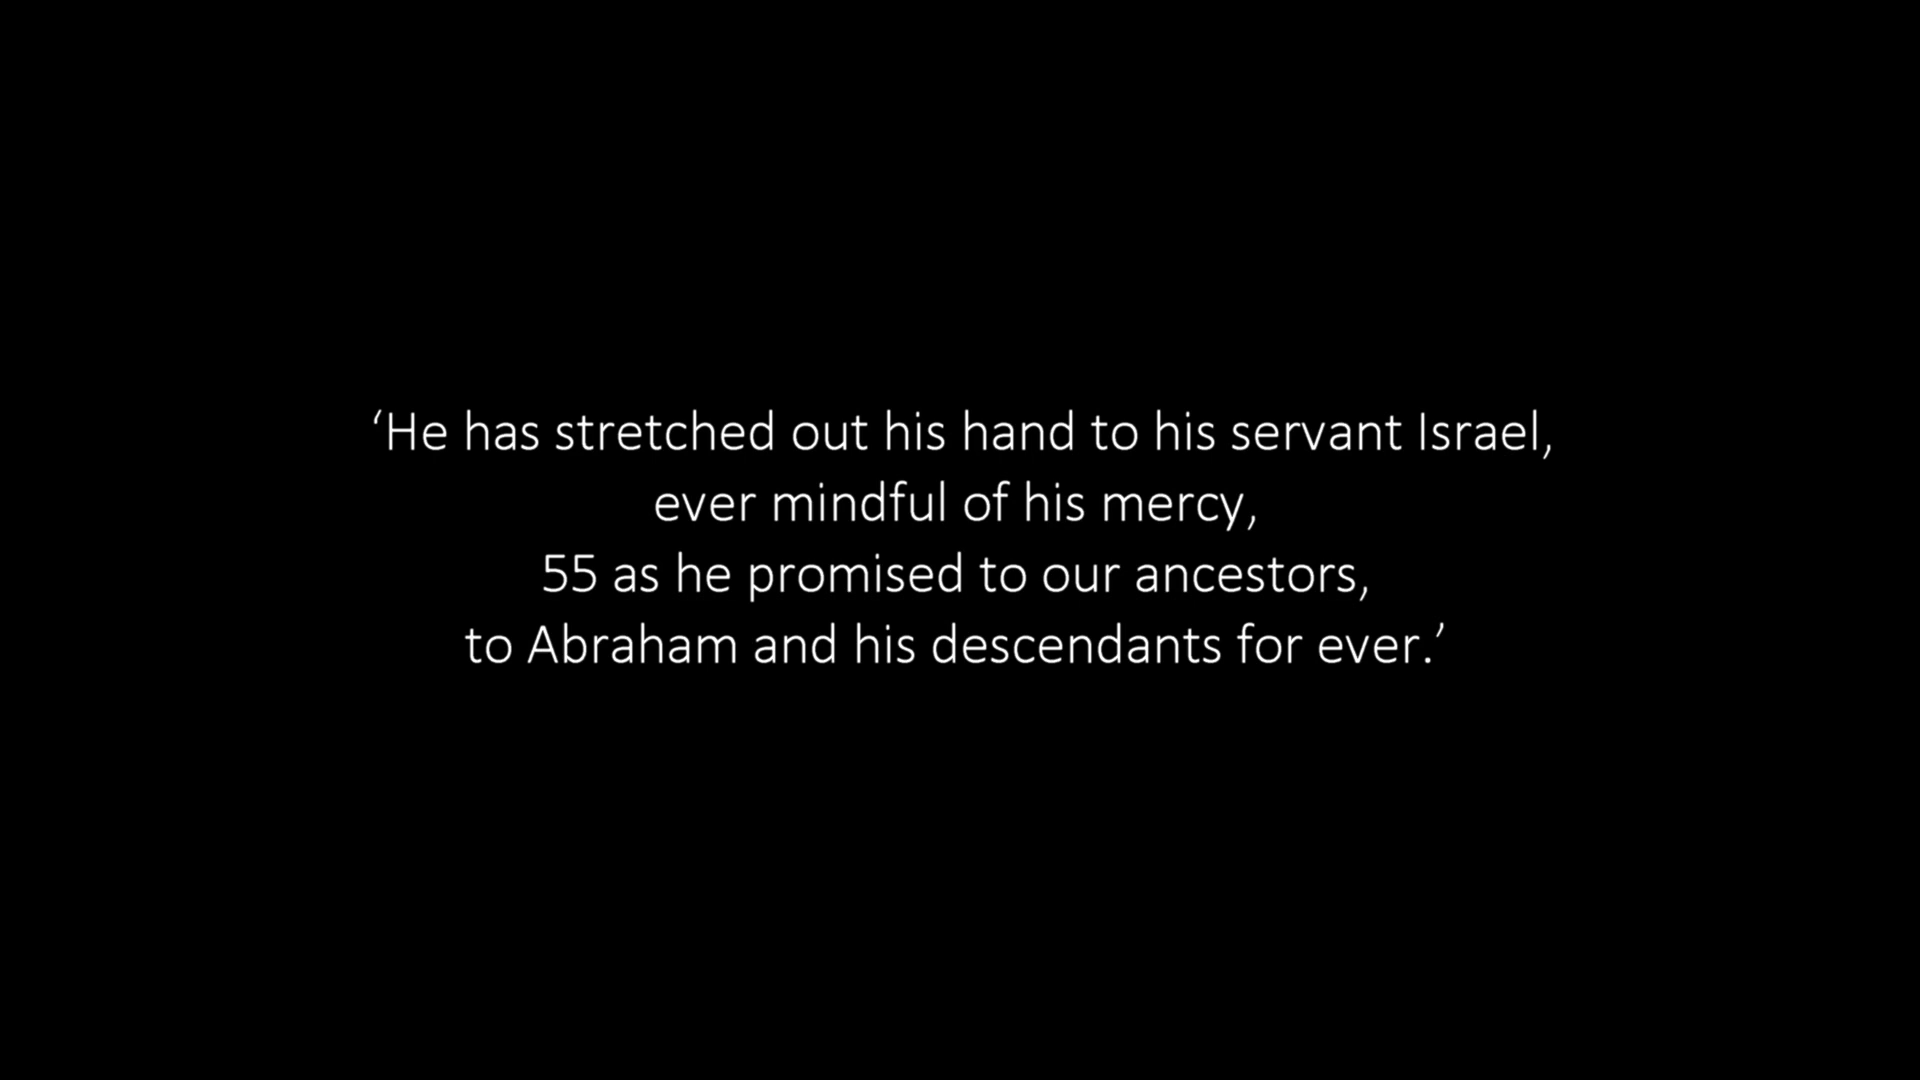 ‘He has stretched out his hand to his servant Israel,
ever mindful of his mercy,
55 as he promised to our ancestors,
to Abraham and his descendants for ever.’